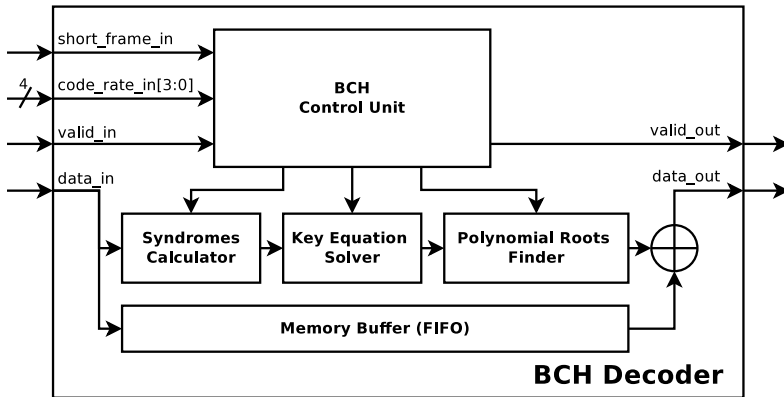 short_frame_in
4
code_rate_in[3:0]
valid_in
data_in
BCH
Control Unit
valid_out
data_out
Syndromes
Calculator
Key Equation
Solver
Polynomial Roots
Finder
Memory Buffer (FIFO)
BCH Decoder